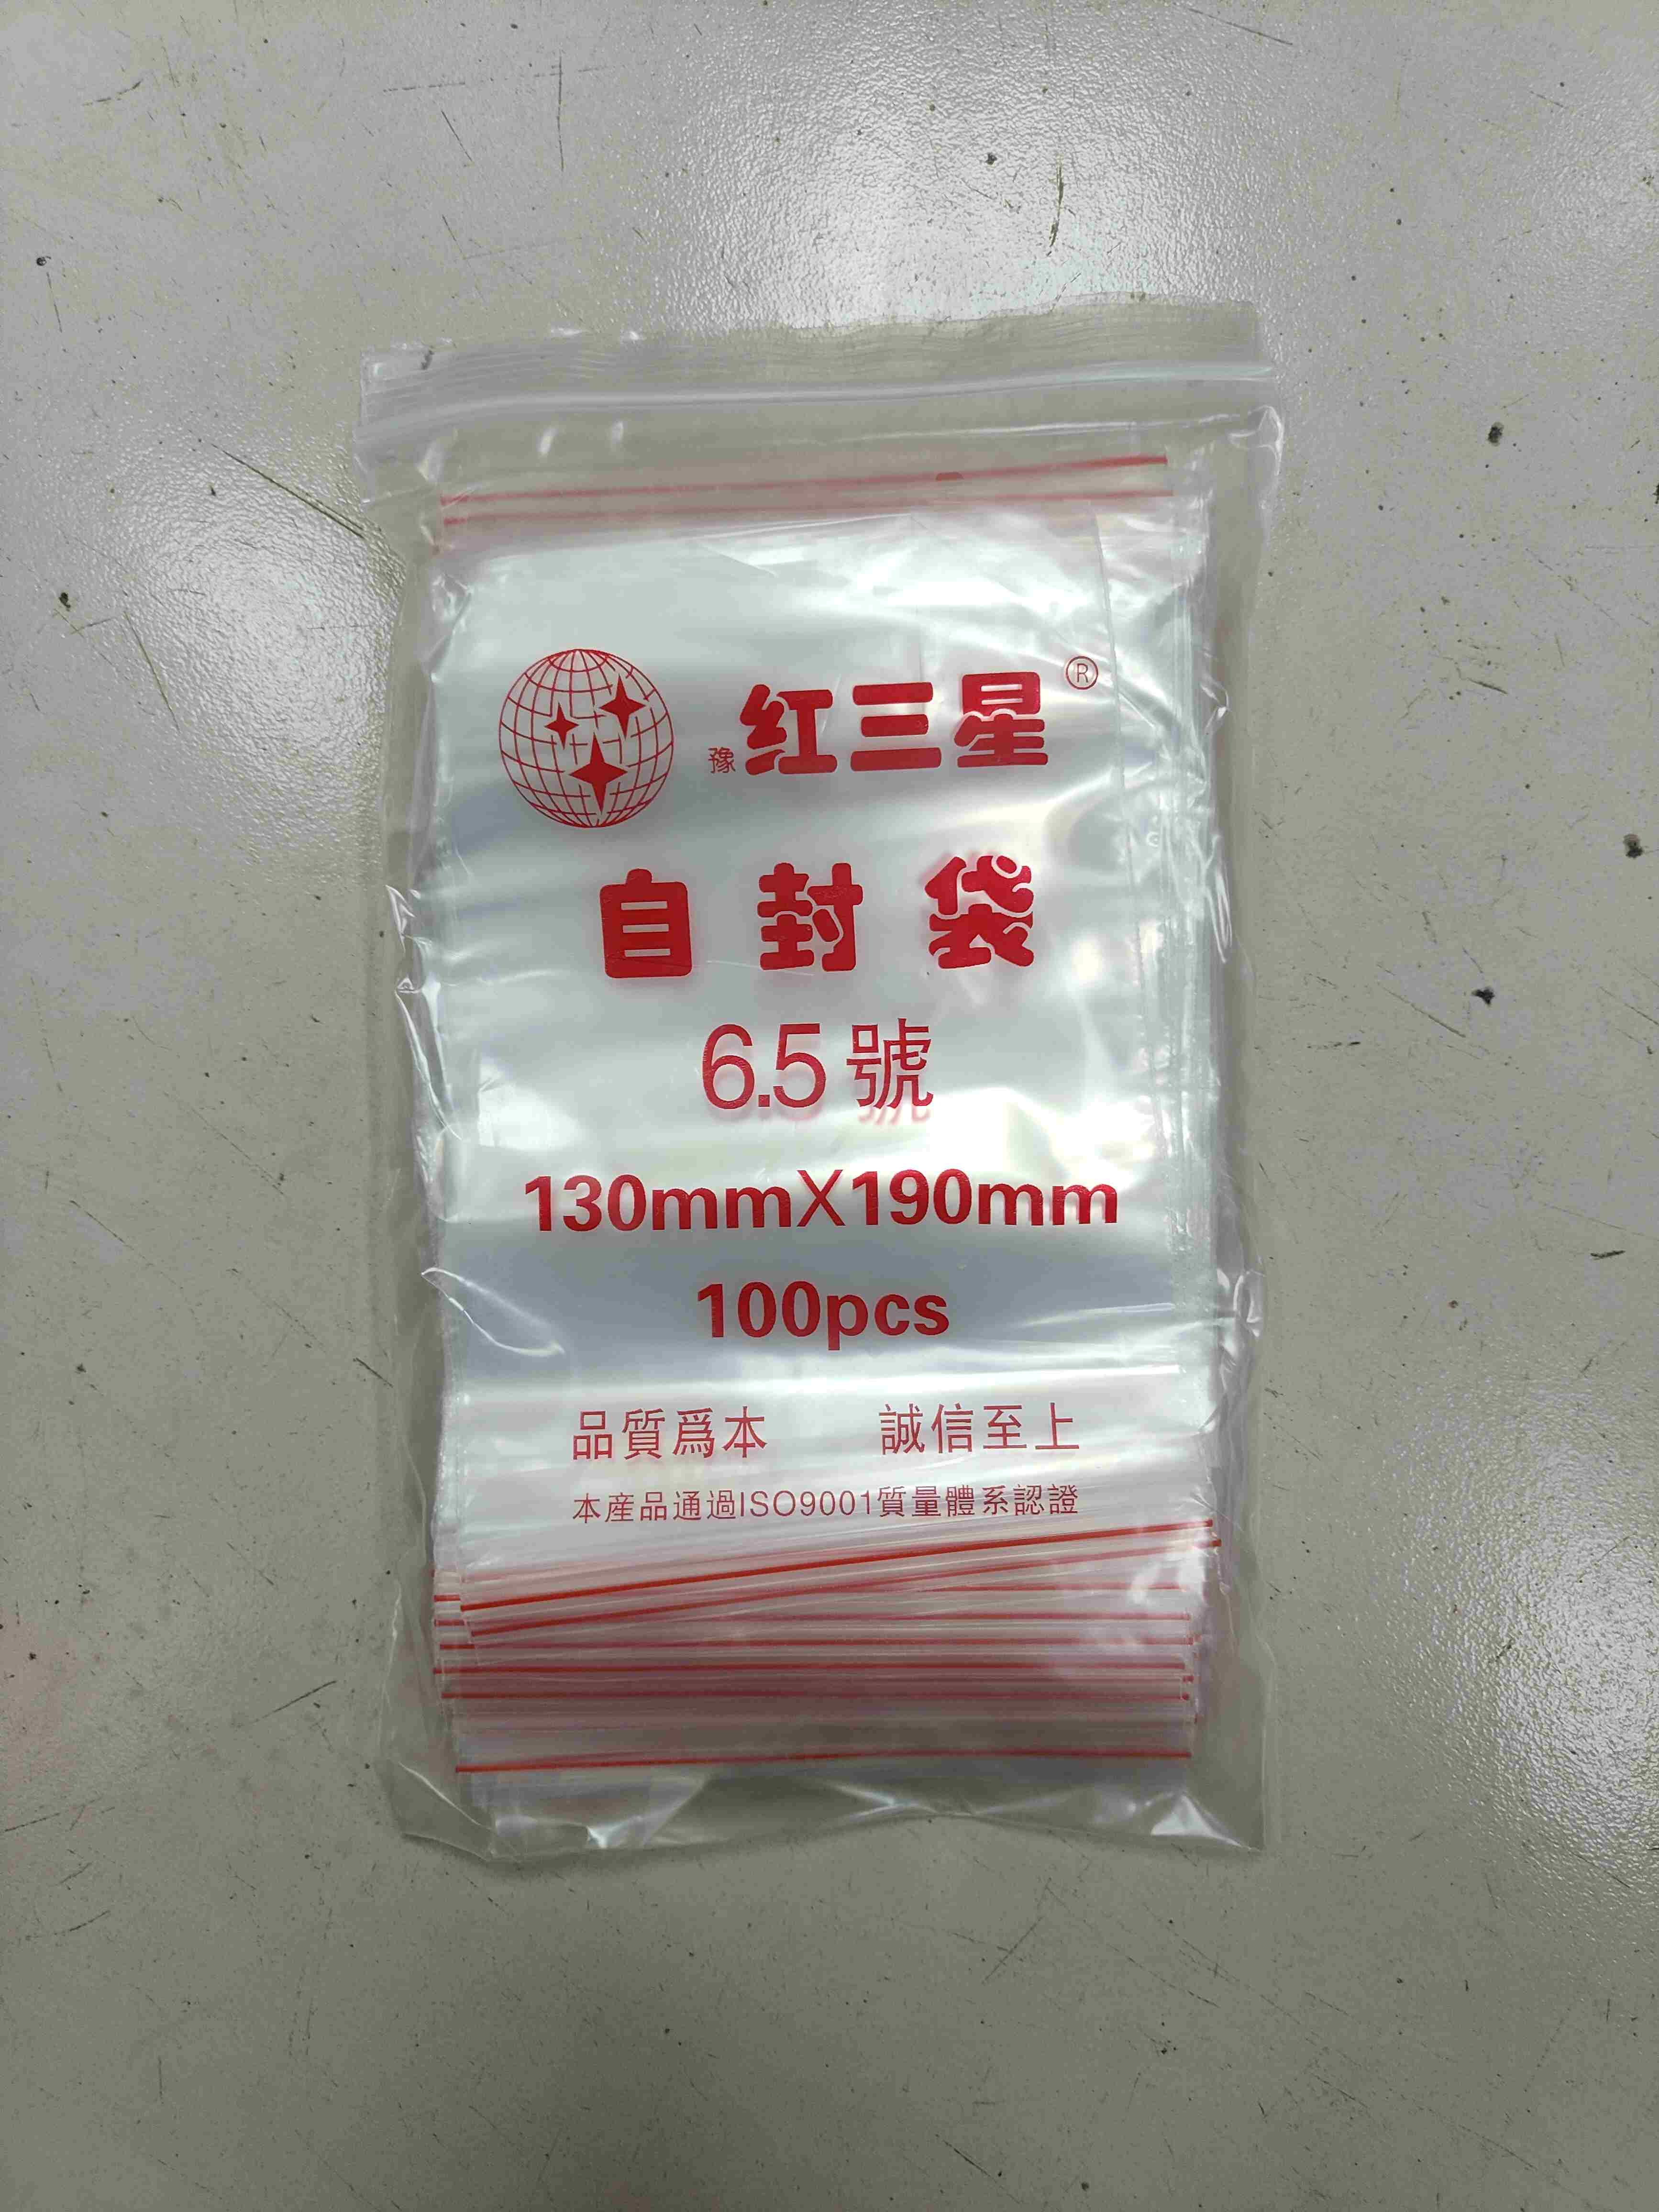 豫红三星®
自封袋
6.5號
130mmX190mm
100pcs
品質爲本 誠信至上
本産品通過ISO9001質量體系認證